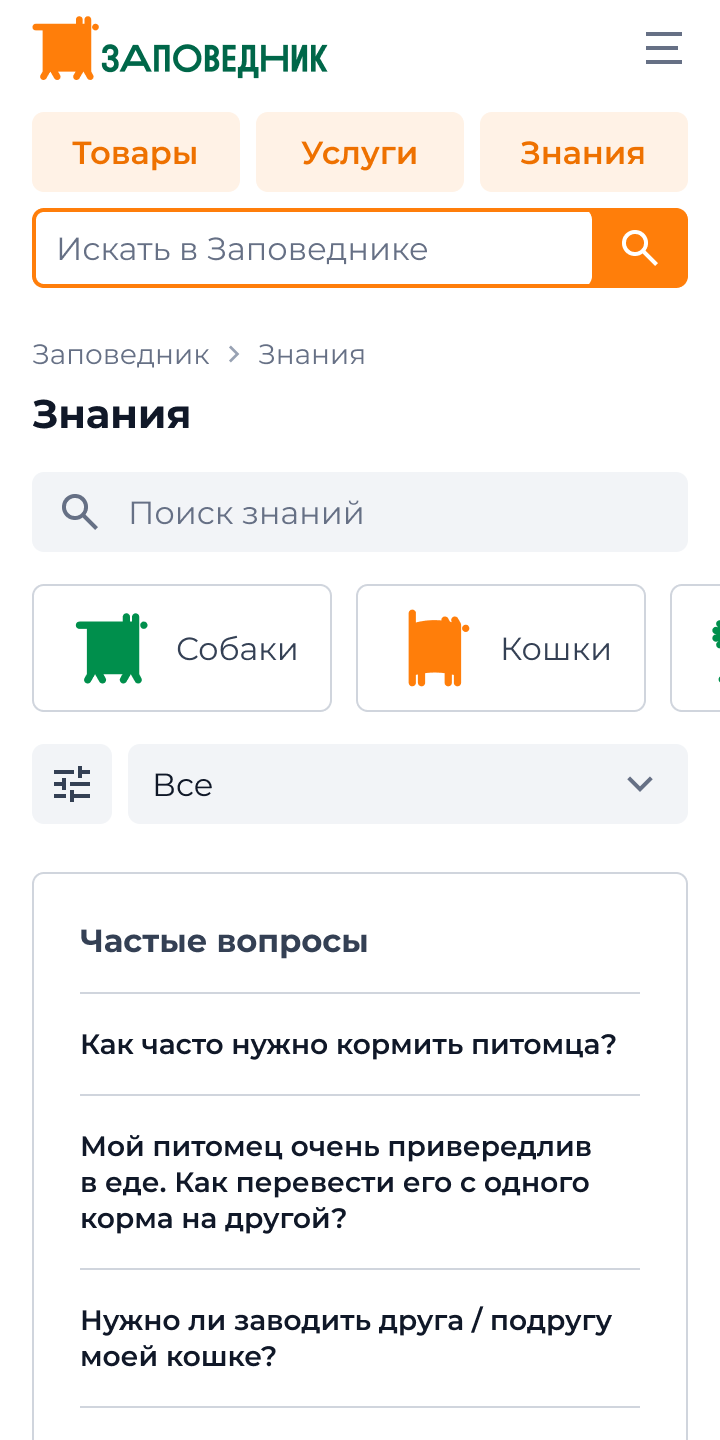 ЗАПОВЕДНИК
Товары
Услуги
Знания
Искать в Заповеднике
Заповедник > Знания
Знания
Поиск знаний
Собаки
Кошки
Все
Частые вопросы
Как часто нужно кормить питомца?
Мой питомец очень привередлив
в еде. Как перевести его с одного
корма на другой?
Нужно ли заводить друга / подругу
моей кошке?